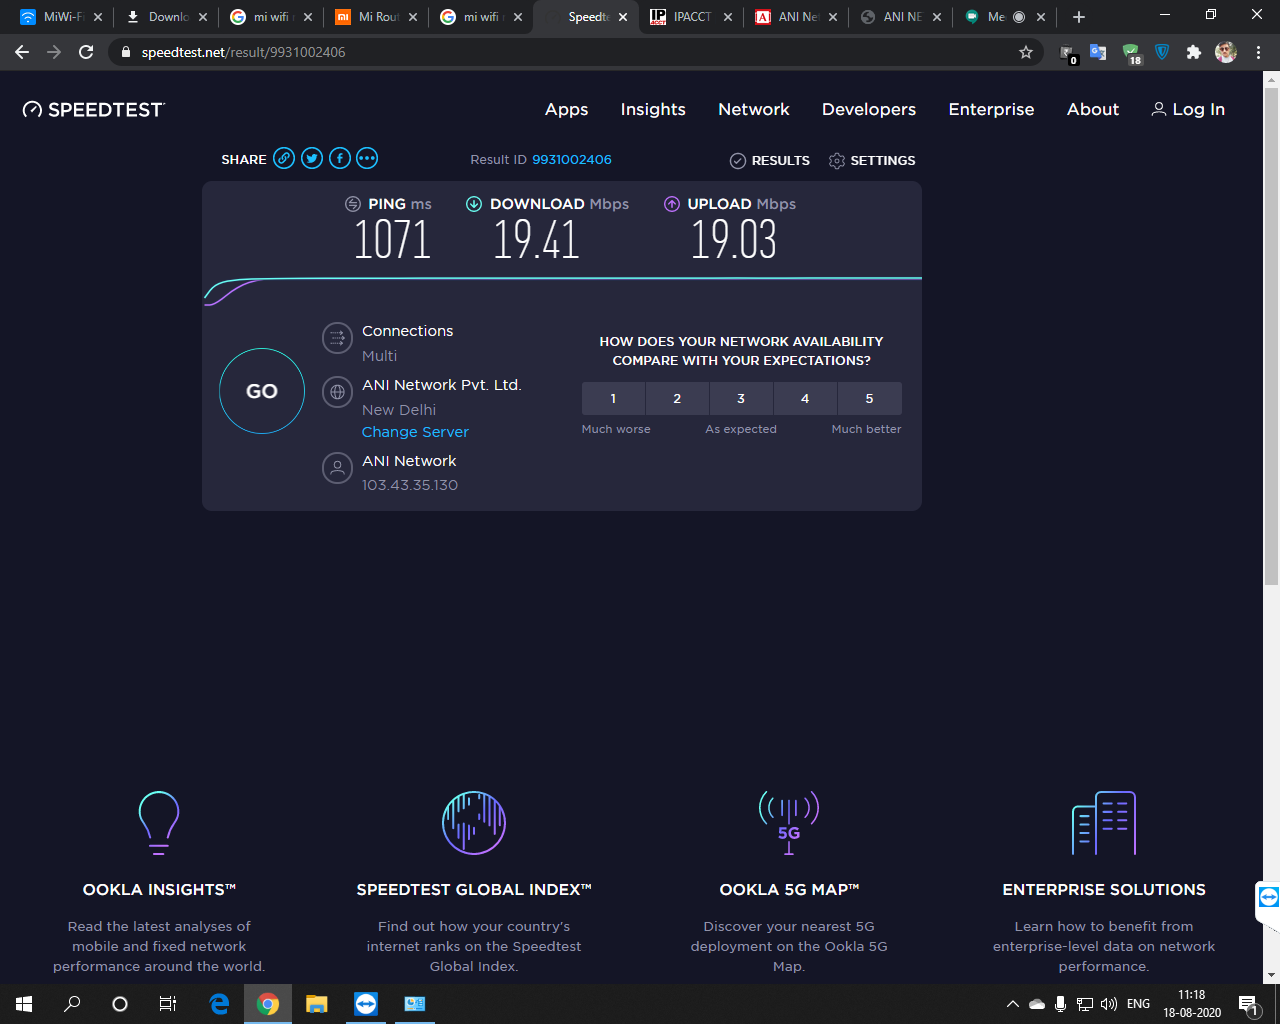 MiWi-Fi
Downlo
mi wifi r
Mi Rout
mi wifi r
Speedte
IPACCT
ANI Net
ANI NE
Me
speedtest.net/result/9931002406
0
18
SPEEDTEST
Apps
Insights
Network
Developers
Enterprise
About
Log In
SHARE
Result ID 9931002406
RESULTS
SETTINGS
PING ms
DOWNLOAD Mbps
UPLOAD Mbps
1071
19.41
19.03
GO
Connections
Multi
ANI Network Pvt. Ltd.
New Delhi
Change Server
ANI Network
103.43.35.130
HOW DOES YOUR NETWORK AVAILABILITY
COMPARE WITH YOUR EXPECTATIONS?
1 2 3 4 5
Much worse As expected Much better
5G
OOKLA INSIGHTS™
Read the latest analyses of
mobile and fixed network
performance around the world.
SPEEDTEST GLOBAL INDEX™
Find out how your country's
internet ranks on the Speedtest
Global Index.
OOKLA 5G MAP™
Discover your nearest 5G
deployment on the Ookla 5G
Map.
ENTERPRISE SOLUTIONS
Learn how to benefit from
enterprise-level data on network
performance.
ENG
11:18
18-08-2020
1